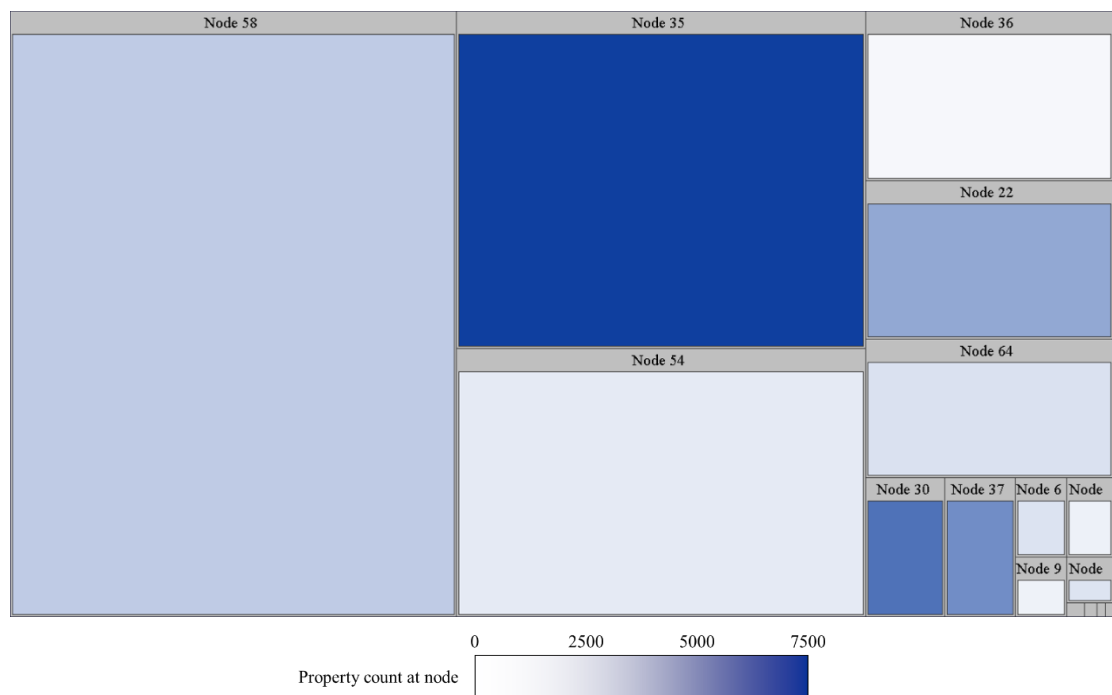 Node 58
Node 35
Node 36
Node 22
Node 54
Node 64
Node 30
Node 37
Node 6
Node
Node 9
Node
0 2500 5000 7500
Property count at node